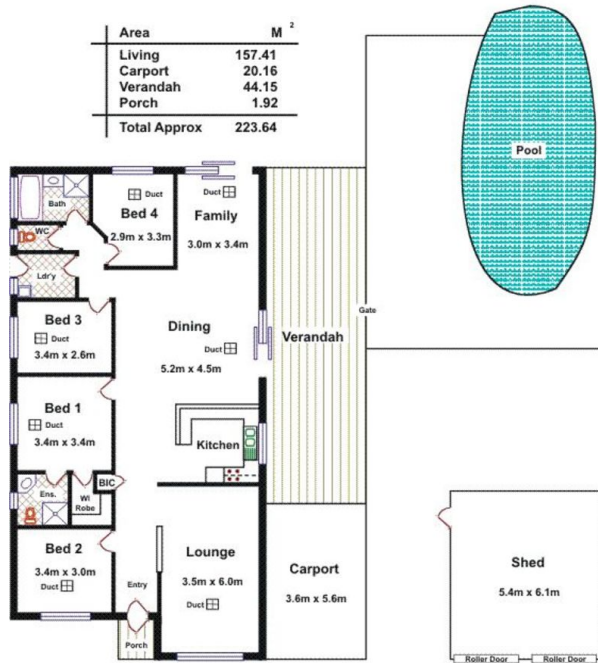 Area M 2
Living 157.41
Carport 20.16
Verandah 44.15
Porch 1.92
Total Approx 223.64
Pool
Bath
Duct
Bed 4
2.9m x 3.3m
Duct
Family
3.0m x 3.4m
WC
Ldr'y
Bed 3
Duct
3.4m x 2.6m
Dining
Duct
5.2m x 4.5m
Verandah
Gate
Bed 1
Duct
3.4m x 3.4m
Kitchen
Ens.
WI
Robe
BIC
Bed 2
3.4m x 3.0m
Duct
Entry
Porch
Lounge
3.5m x 6.0m
Duct
Carport
3.6m x 5.6m
Shed
5.4m x 6.1m
Roller Door
Roller Door